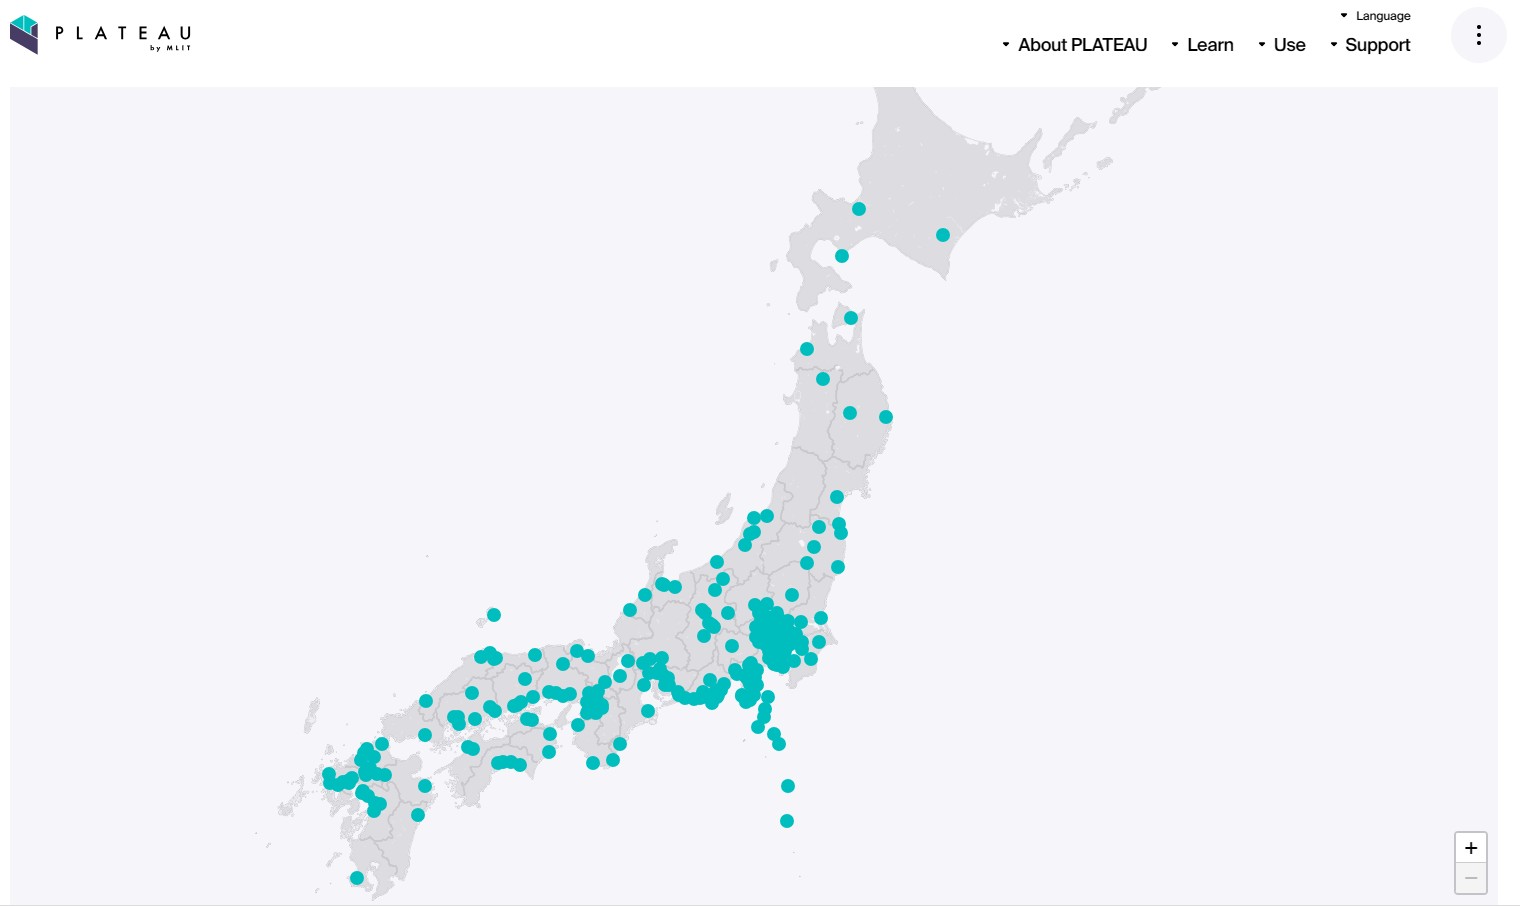 PLATEAU
by MLIT
Language
About PLATEAU
Learn
Use
Support
+
−